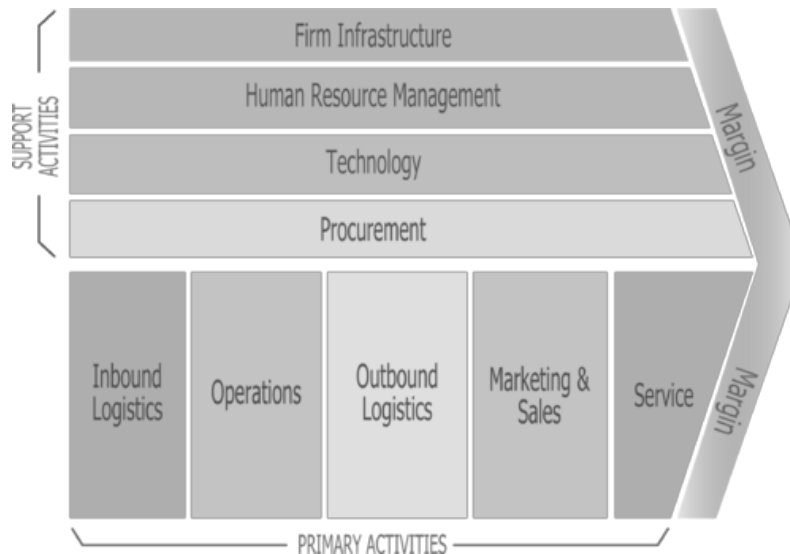 SUPPORT
ACTIVITIES
Firm Infrastructure
Human Resource Management
Technology
Procurement
Margin
Inbound
Logistics
Operations
Outbound
Logistics
Marketing &
Sales
Service
Margin
PRIMARY ACTIVITIES